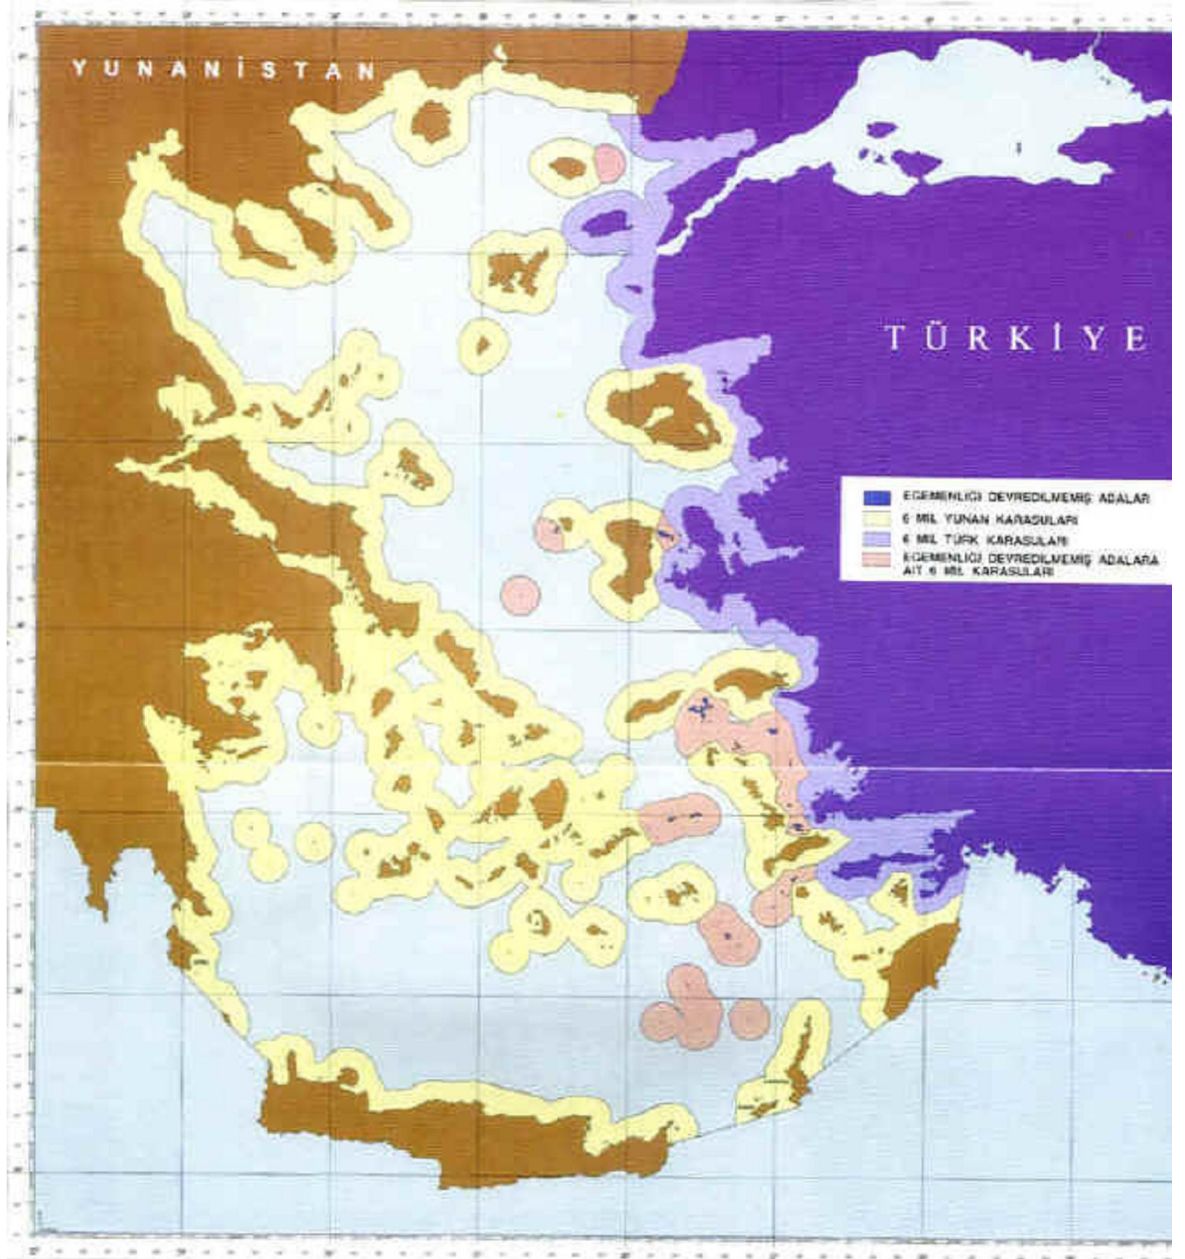 YUNANİSTAN
TÜRKİYE
EGEMENLİĞİ DEVREDİLMEMİŞ ADALAR
6 MİL YUNAN KARASULARI
6 MİL TÜRK KARASULARI
EGEMENLİĞİ DEVREDİLMEMİŞ ADALARA
AİT 6 MİL KARASULARI